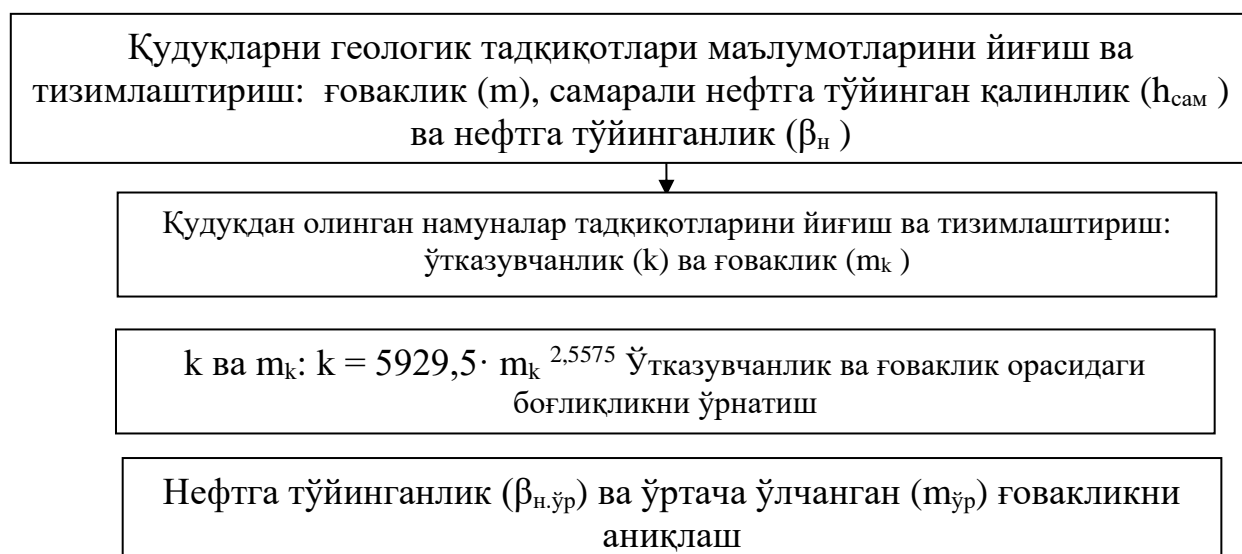 Қудуқларни геологик тадқиқотлари маълумотларини йиғиш ва
тизимлаштириш: ғоваклик (m), самарали нефтга тўйинган қалинлик (hсам )
ва нефтга тўйинганлик (βн )
Қудуқдан олинган намуналар тадқиқотларини йиғиш ва тизимлаштириш:
ўтказувчанлик (k) ва ғоваклик (mk )
k ва mk: k = 5929,5· mk 2,5575 Ўтказувчанлик ва ғоваклик орасидаги
боғлиқликни ўрнатиш
Нефтга тўйинганлик (βн.ўр) ва ўртача ўлчанган (mўр) ғовакликни
аниқлаш